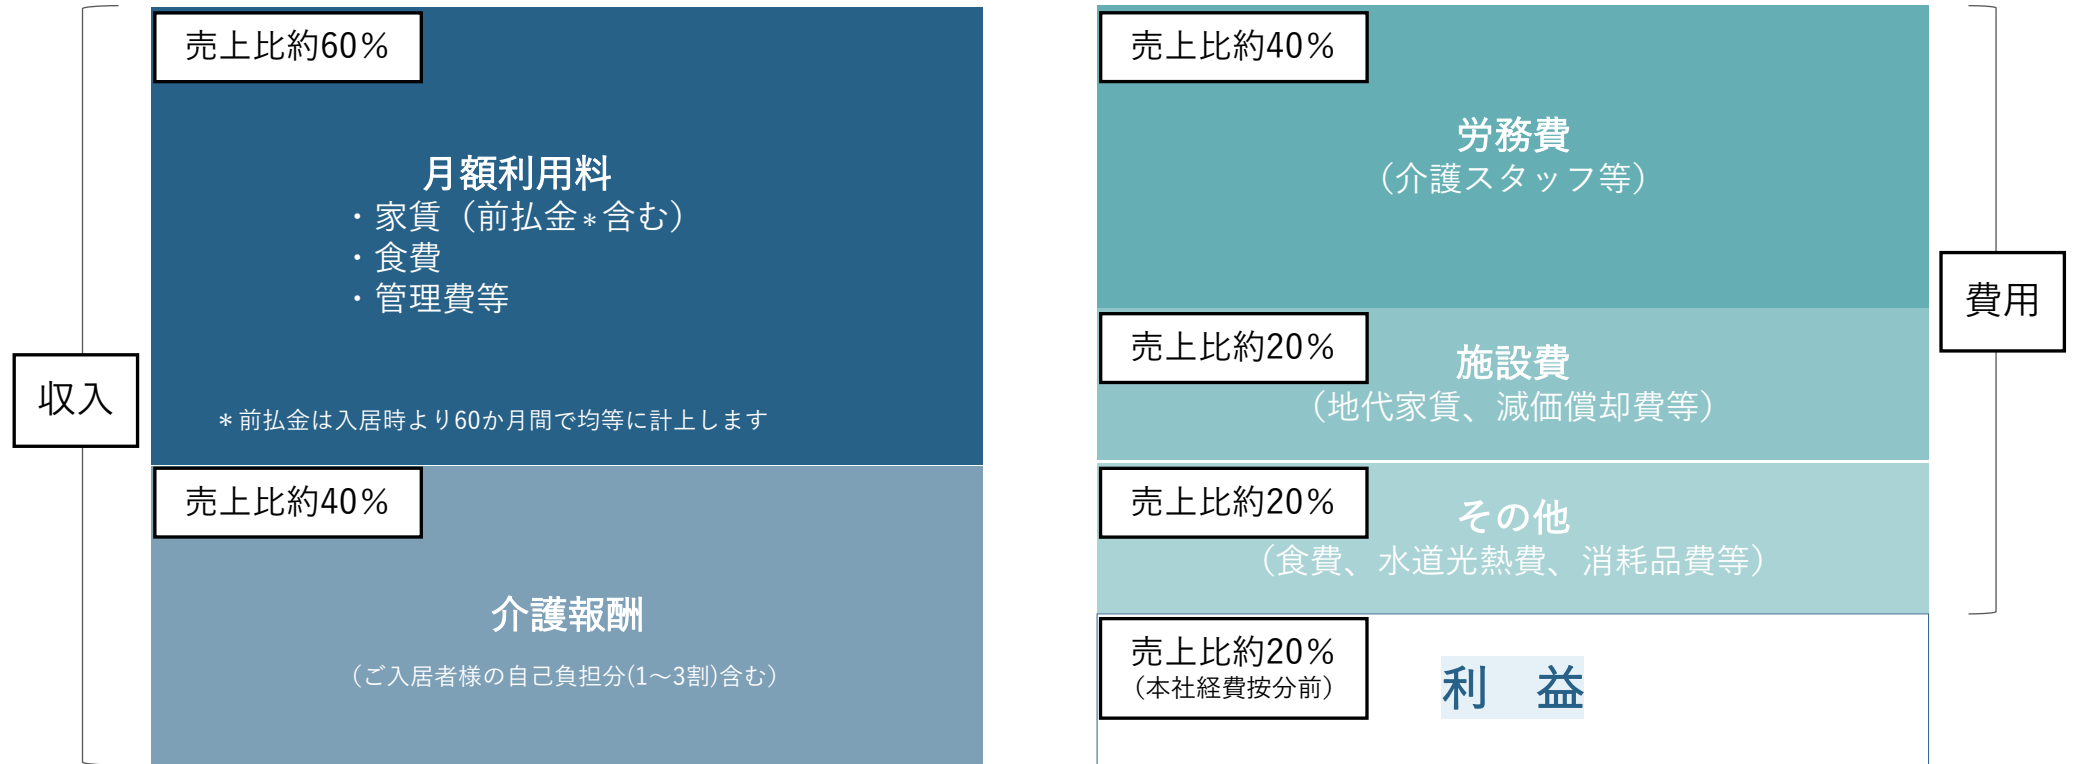 収入
売上比約60%
月額利用料
・家賃（前払金＊含む）
・食費
・管理費等
＊前払金は入居時より60か月間で均等に計上します
売上比約40%
介護報酬
（ご入居者様の自己負担分(1～3割)含む）
売上比約40%
労務費
（介護スタッフ等）
売上比約20%
施設費
（地代家賃、減価償却費等）
売上比約20%
その他
（食費、水道光熱費、消耗品費等）
売上比約20%
（本社経費按分前）
利　益
費用